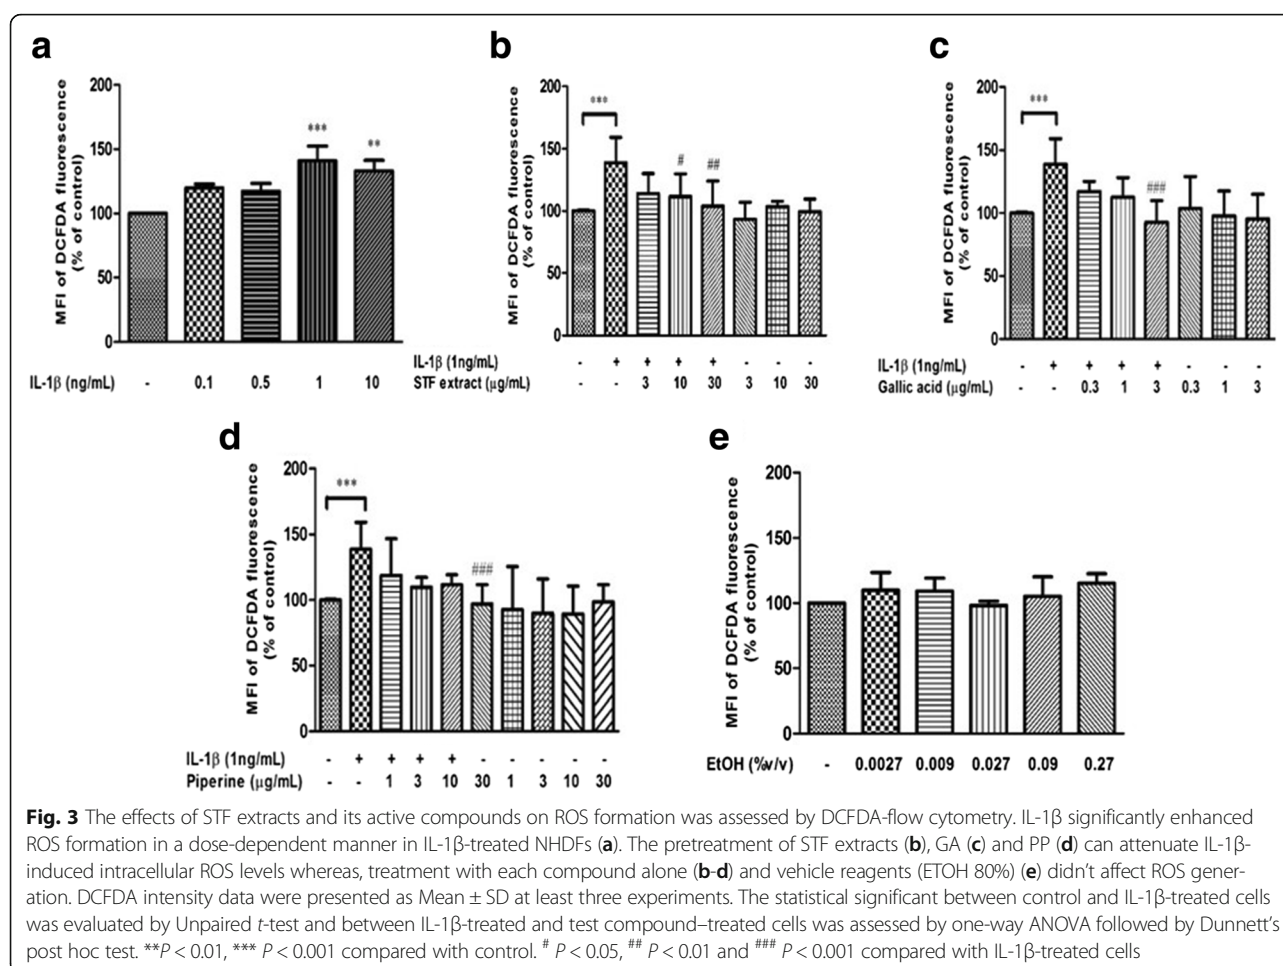 a
MFI of DCFDA fluorescence
(% of control)
200
150
100
50
0
***
**
IL-1β (ng/mL) - 0.1 0.5 1 10
b
MFI of DCFDA fluorescence
(% of control)
200
150
100
50
0
***
#
##
IL-1β (1ng/mL) - + + + + - - -
STF extract (µg/mL) - - 3 10 30 3 10 30
c
MFI of DCFDA fluorescence
(% of control)
200
150
100
50
0
***
###
IL-1β (1ng/mL) - + + + + - - -
Gallic acid (µg/mL) - - 0.3 1 3 0.3 1 3
d
MFI of DCFDA fluorescence
(% of control)
200
150
100
50
0
***
###
IL-1β (1ng/mL) - + + + + - - - - -
Piperine (µg/mL) - - 1 3 10 30 1 3 10 30
e
MFI of DCFDA fluorescence
(% of control)
200
150
100
50
0
EtOH (%v/v) - 0.0027 0.009 0.027 0.09 0.27
Fig. 3 The effects of STF extracts and its active compounds on ROS formation was assessed by DCFDA-flow cytometry. IL-1β significantly enhanced
ROS formation in a dose-dependent manner in IL-1β-treated NHDFs (a). The pretreatment of STF extracts (b), GA (c) and PP (d) can attenuate IL-1β-
induced intracellular ROS levels whereas, treatment with each compound alone (b-d) and vehicle reagents (ETOH 80%) (e) didn't affect ROS gener-
ation. DCFDA intensity data were presented as Mean ± SD at least three experiments. The statistical significant between control and IL-1β-treated cells
was evaluated by Unpaired t-test and between IL-1β-treated and test compound–treated cells was assessed by one-way ANOVA followed by Dunnett's
post hoc test. **P < 0.01, *** P < 0.001 compared with control. # P < 0.05, ## P < 0.01 and ### P < 0.001 compared with IL-1β-treated cells